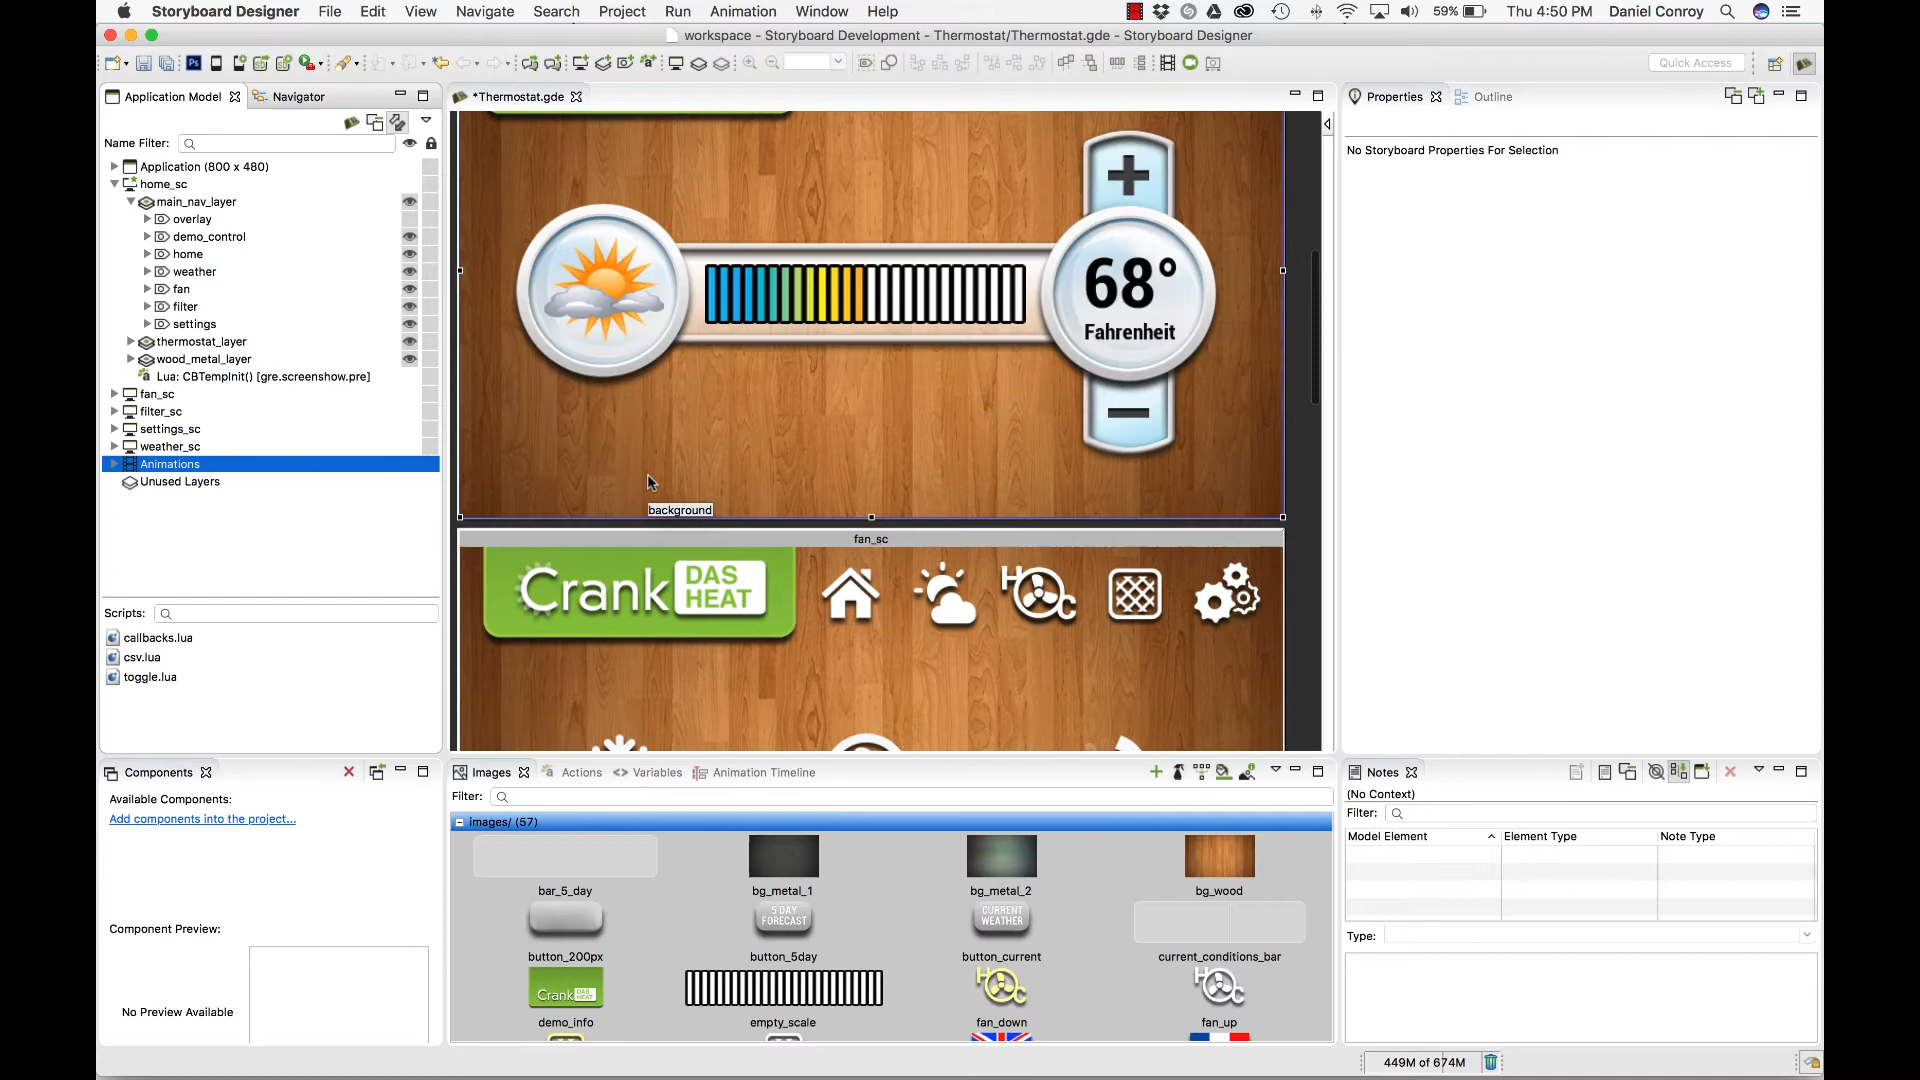 Storyboard Designer File Edit View Navigate Search Project Run Animation Window Help 59% Thu 4:50 PM Daniel Conroy
workspace - Storyboard Development - Thermostat/Thermostat.gde - Storyboard Designer
Quick Access
Application Model Navigator
Name Filter:
Application (800 x 480)
home_sc
main_nav_layer
overlay
demo_control
home
weather
fan
filter
settings
thermostat_layer
wood_metal_layer
Lua: CBTempInit() [gre.screenshow.pre]
fan_sc
filter_sc
settings_sc
weather_sc
Animations
Unused Layers
Scripts:
callbacks.lua
csv.lua
toggle.lua
Components
Available Components:
Add components into the project...
Component Preview:
No Preview Available
*Thermostat.gde
+
68°
Fahrenheit
background
fan_sc
Crank DAS HEAT
H C
Images Actions Variables Animation Timeline
Filter:
images/ (57)
bar_5_day bg_metal_1 bg_metal_2 bg_wood
5 DAY FORECAST CURRENT WEATHER
button_200px button_5day button_current current_conditions_bar
Crank DAS HEAT H C H C
demo_info empty_scale fan_down fan_up
Properties Outline
No Storyboard Properties For Selection
Notes
(No Context)
Filter:
Model Element Element Type Note Type
Type:
449M of 674M